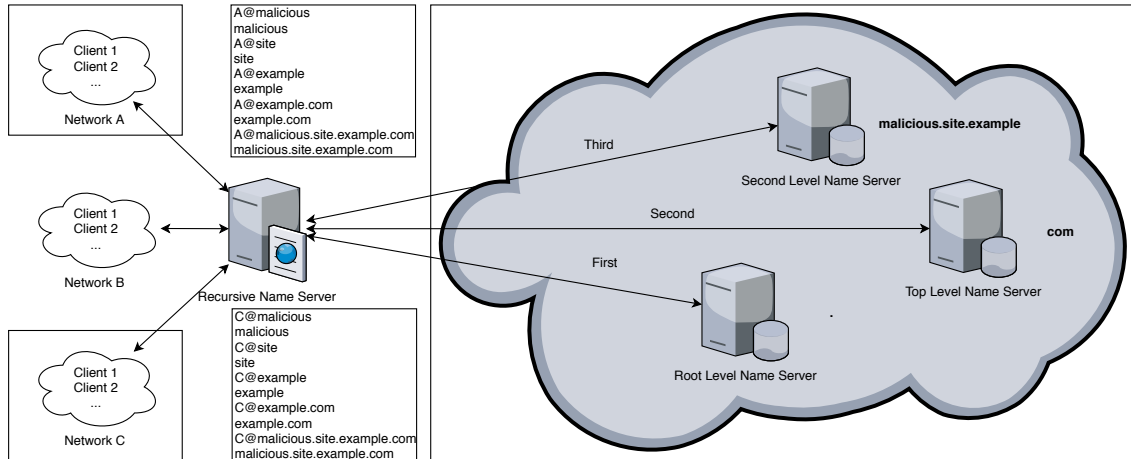 Client 1
Client 2
...
Network A
A@malicious
malicious
A@site
site
A@example
example
A@example.com
example.com
A@malicious.site.example.com
malicious.site.example.com
Client 1
Client 2
...
Network B
Recursive Name Server
Client 1
Client 2
...
Network C
C@malicious
malicious
C@site
site
C@example
example
C@example.com
example.com
C@malicious.site.example.com
malicious.site.example.com
Third
malicious.site.example
Second Level Name Server
Second
com
Top Level Name Server
First
.
Root Level Name Server